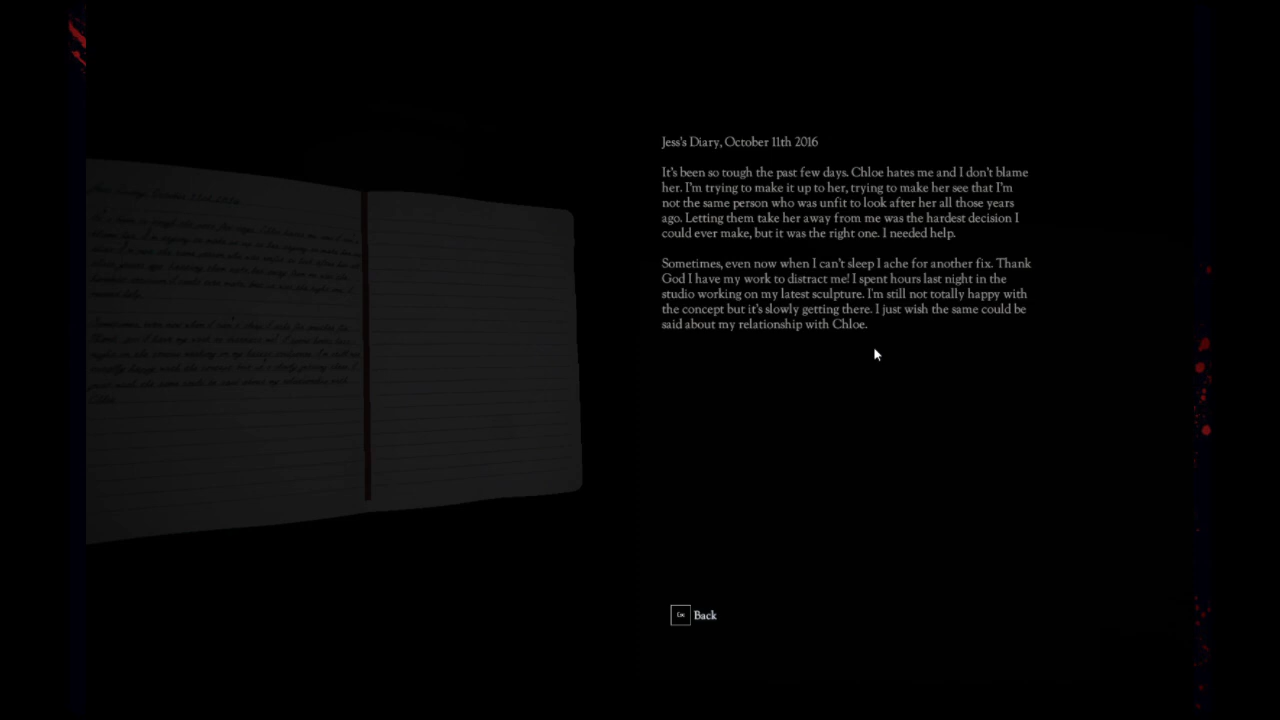 Jess's Diary, October 11th 2016
It's been so tough the past few days. Chloe hates me and I don't blame
her. I'm trying to make it up to her, trying to make her see that I'm
not the same person who was unfit to look after her all those years
ago. Letting them take her away from me was the hardest decision I
could ever make, but it was the right one. I needed help.
Sometimes, even now when I can't sleep I ache for another fix. Thank
God I have my work to distract me! I spent hours last night in the
studio working on my latest sculpture. I'm still not totally happy with
the concept but it's slowly getting there. I just wish the same could be
said about my relationship with Chloe.
Esc Back